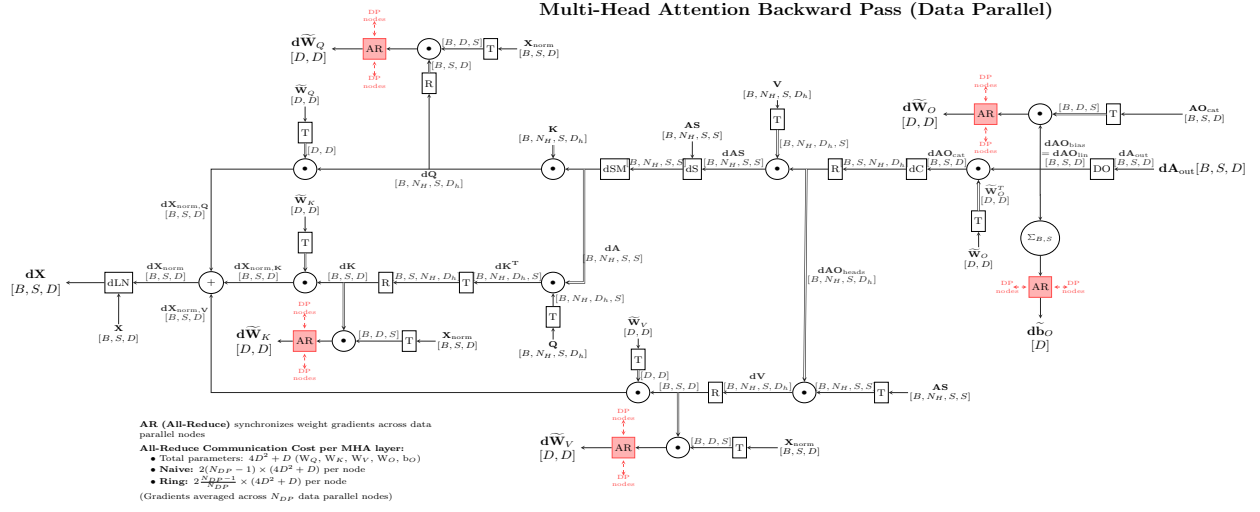 Multi-Head Attention Backward Pass (Data Parallel)
DP
nodes
dW̃_Q
[D, D]
AR
[B, D, S]
T
X_norm
[B, S, D]
DP
nodes
[B, S, D]
R
W̃_Q
[D, D]
T
[D, D]
V
[B, N_H, S, D_h]
T
[B, N_H, D_h, S]
DP
nodes
dW̃_O
[D, D]
AR
[B, D, S]
T
AO_cat
[B, S, D]
DP
nodes
K
[B, N_H, S, D_h]
AS
[B, N_H, S, S]
dQ
[B, N_H, S, D_h]
dSM
[B, N_H, S, S]
dS
dAS
[B, N_H, S, S]
R
[B, S, N_H, D_h]
dC
dAO_cat
[B, S, D]
dAO_bias
= dAO_lin
[B, S, D]
DO
dA_out
[B, S, D]
dA_out[B, S, D]
W̃_O^T
[D, D]
T
W̃_O
[D, D]
Σ_{B,S}
DP
nodes
AR
DP
nodes
db̃_O
[D]
dX_norm,Q
[B, S, D]
W̃_K
[D, D]
T
dA
[B, N_H, S, S]
dX
[B, S, D]
dLN
dX_norm
[B, S, D]
+
dX_norm,K
[B, S, D]
dK
[B, S, D]
R
[B, S, N_H, D_h]
T
dK^T
[B, N_H, D_h, S]
dAO_heads
[B, N_H, S, D_h]
X
[B, S, D]
dX_norm,V
[B, S, D]
[B, N_H, D_h, S]
T
Q
[B, N_H, S, D_h]
DP
nodes
dW̃_K
[D, D]
AR
[B, D, S]
T
X_norm
[B, S, D]
DP
nodes
W̃_V
[D, D]
T
[D, D]
[B, S, D]
R
dV
[B, N_H, S, D_h]
[B, N_H, S, S]
T
AS
[B, N_H, S, S]
DP
nodes
dW̃_V
[D, D]
AR
[B, D, S]
T
X_norm
[B, S, D]
DP
nodes
AR (All-Reduce) synchronizes weight gradients across data
parallel nodes
All-Reduce Communication Cost per MHA layer:
• Total parameters: 4D² + D (W_Q, W_K, W_V, W_O, b_O)
• Naive: 2(N_DP − 1) × (4D² + D) per node
• Ring: 2 (N_DP−1)/N_DP × (4D² + D) per node
(Gradients averaged across N_DP data parallel nodes)